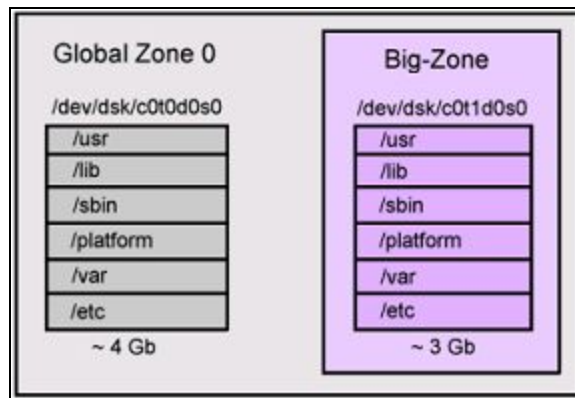 Global Zone 0
/dev/dsk/c0t0d0s0
/usr
/lib
/sbin
/platform
/var
/etc
~ 4 Gb
Big-Zone
/dev/dsk/c0t1d0s0
/usr
/lib
/sbin
/platform
/var
/etc
~ 3 Gb